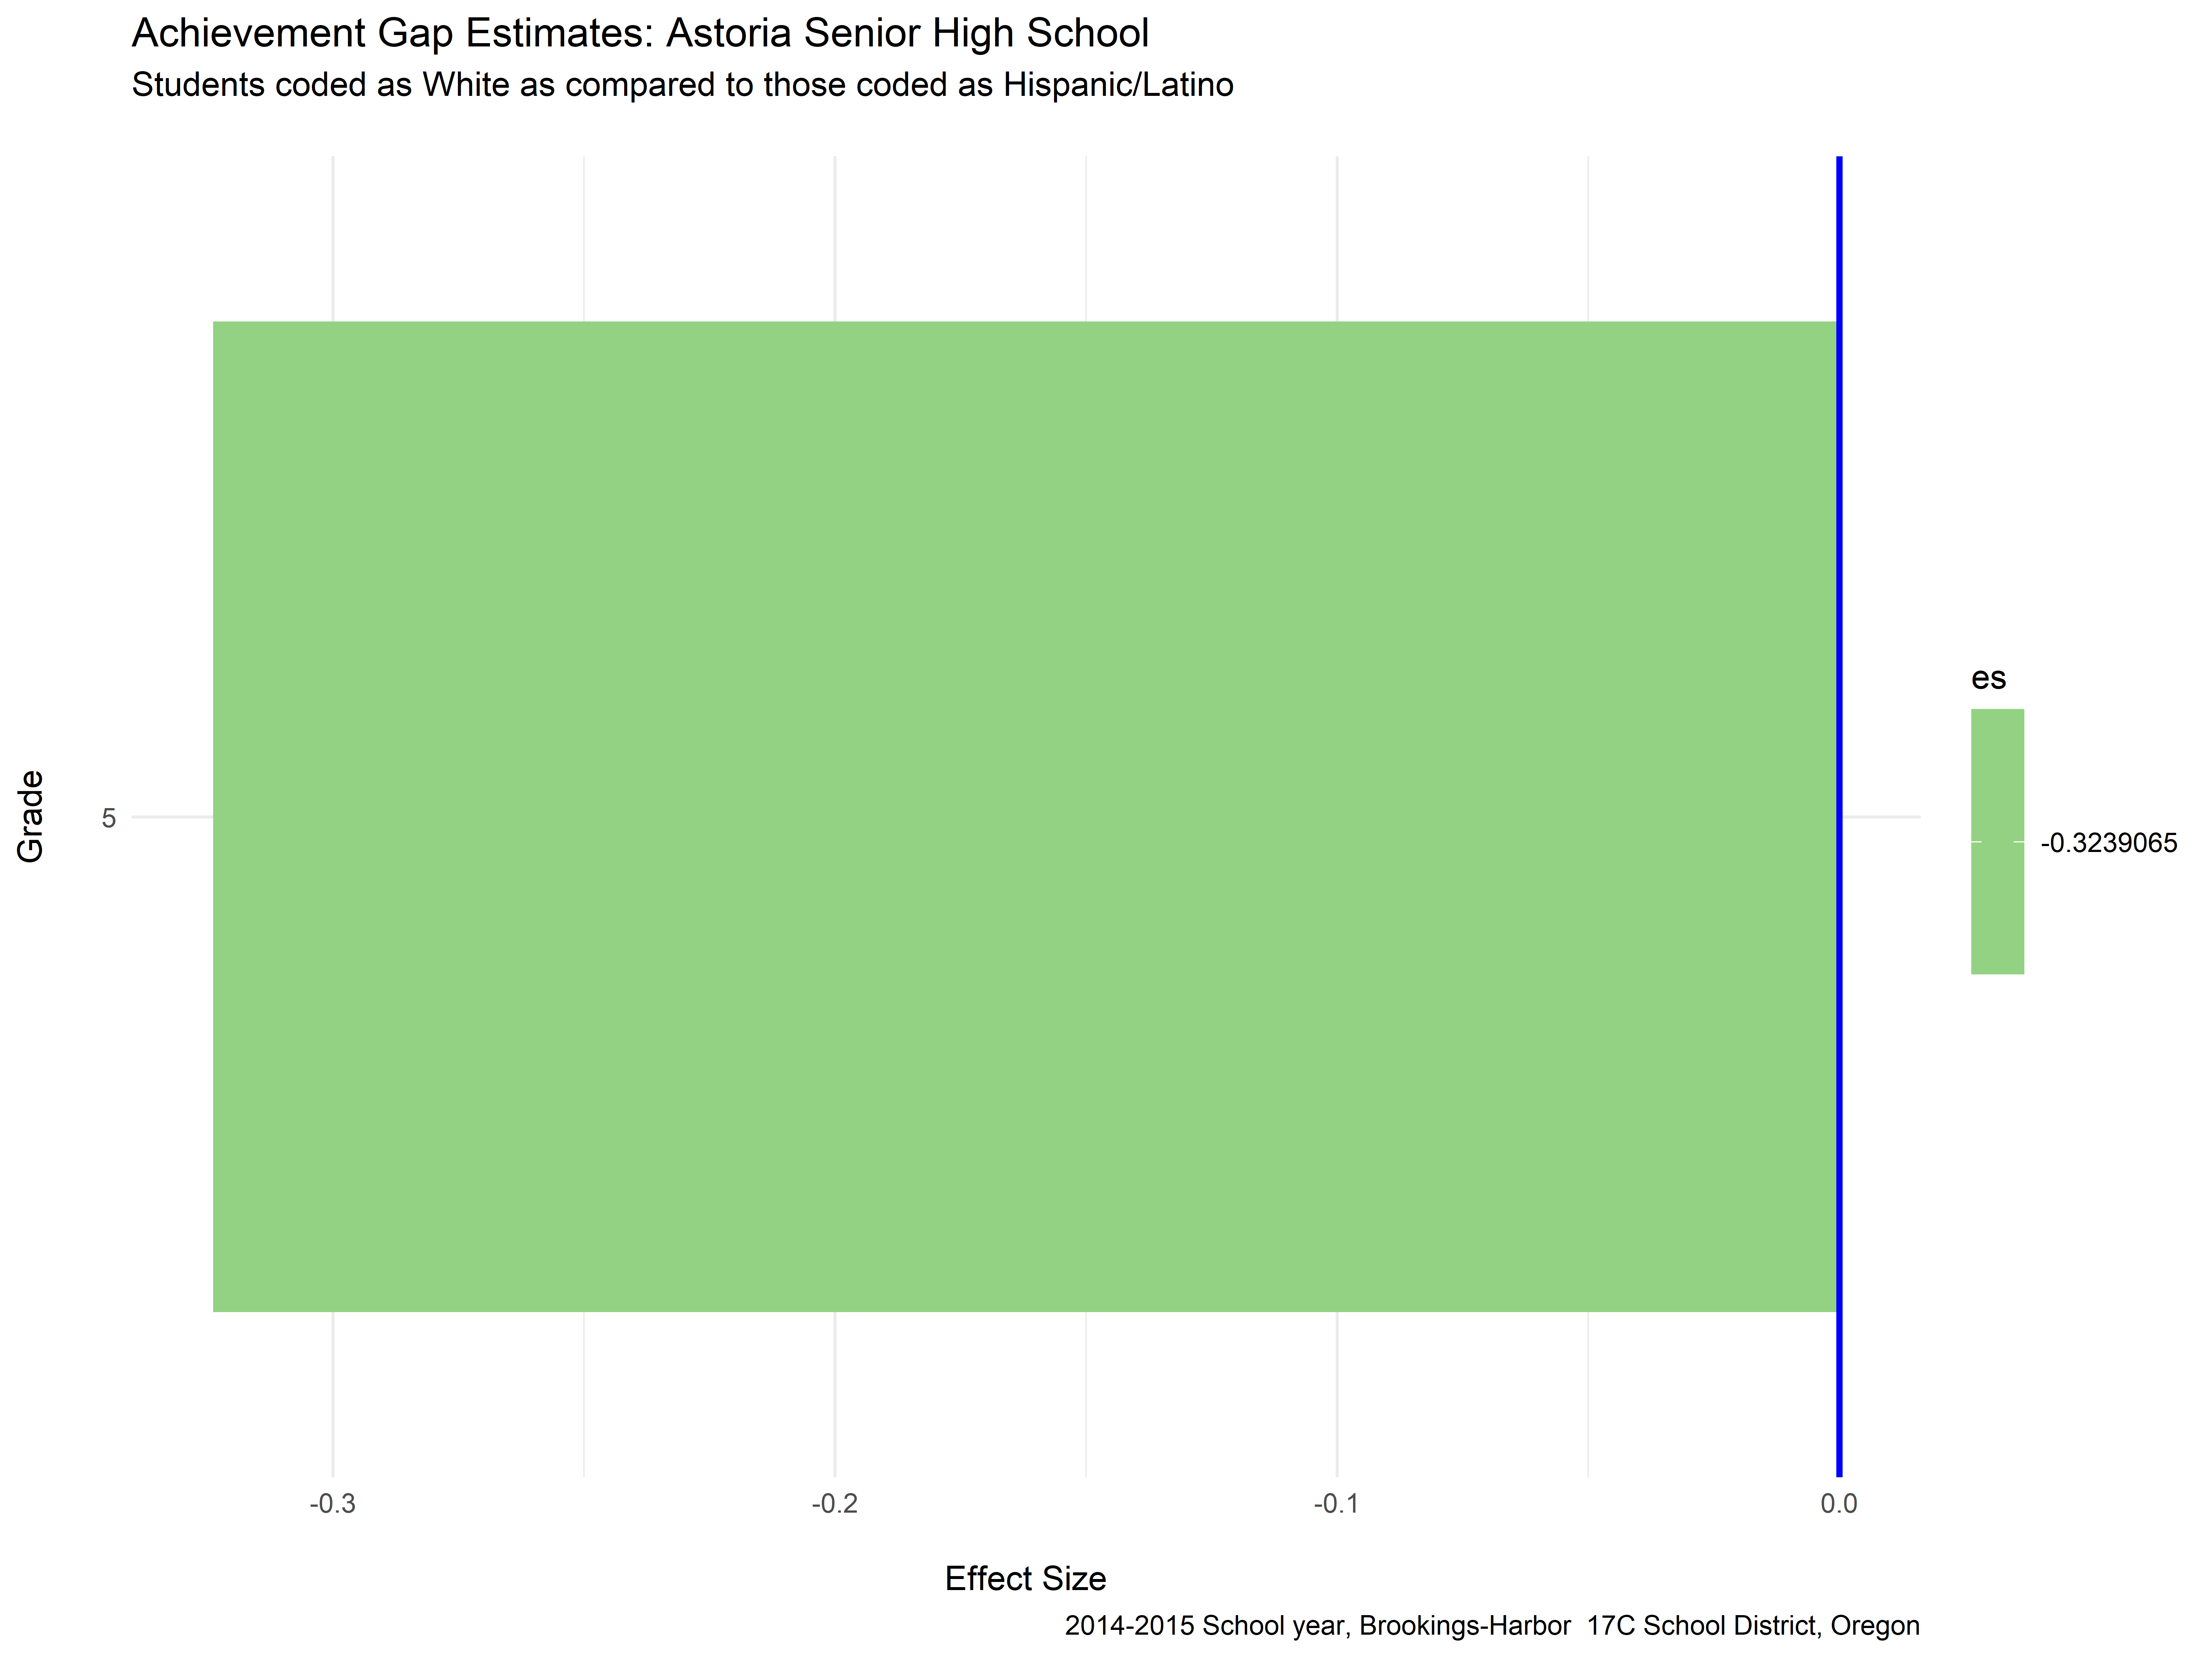 Achievement Gap Estimates: Astoria Senior High School
Students coded as White as compared to those coded as Hispanic/Latino
es
-0.3239065
Grade
5
-0.3
-0.2
-0.1
0.0
Effect Size
2014-2015 School year, Brookings-Harbor  17C School District, Oregon